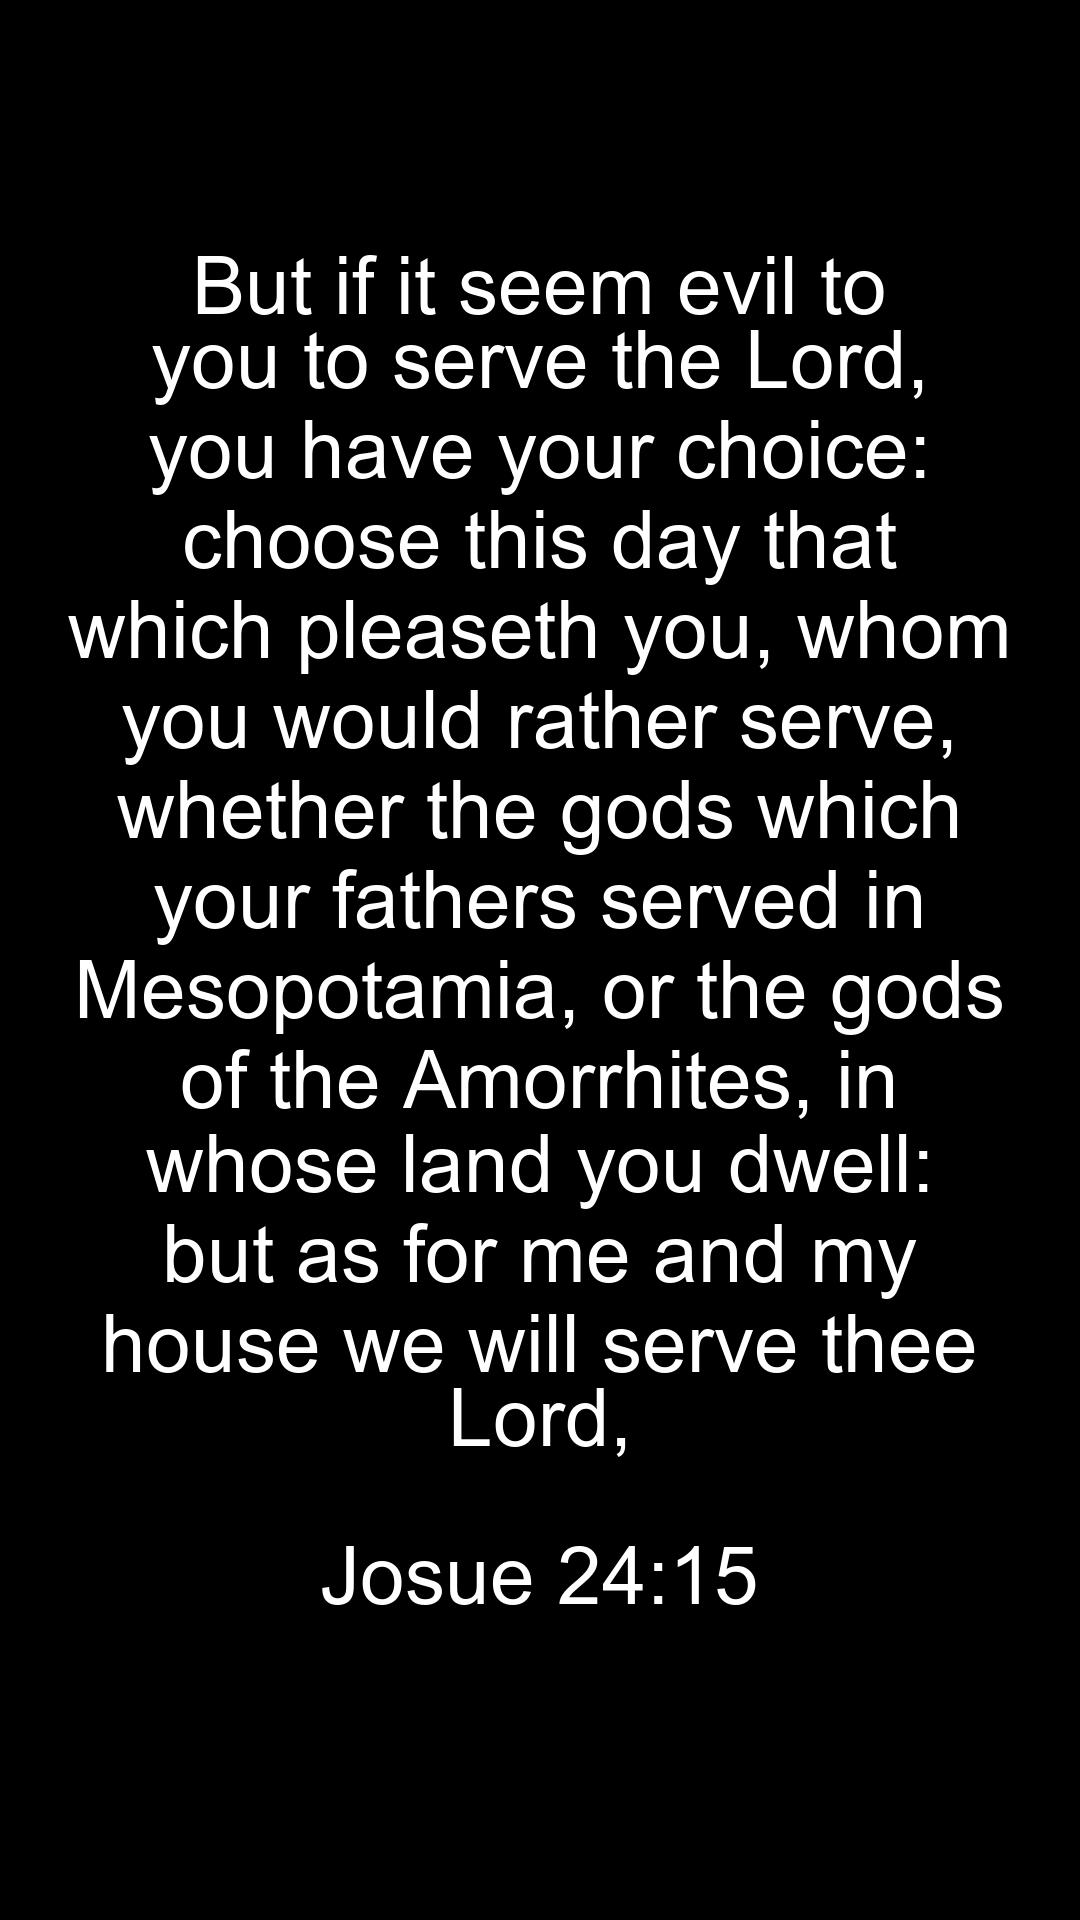 But if it seem evil to
you to serve the Lord,
you have your choice:
choose this day that
which pleaseth you, whom
you would rather serve,
whether the gods which
your fathers served in
Mesopotamia, or the gods
of the Amorrhites, in
whose land you dwell:
but as for me and my
house we will serve thee
Lord,
Josue 24:15